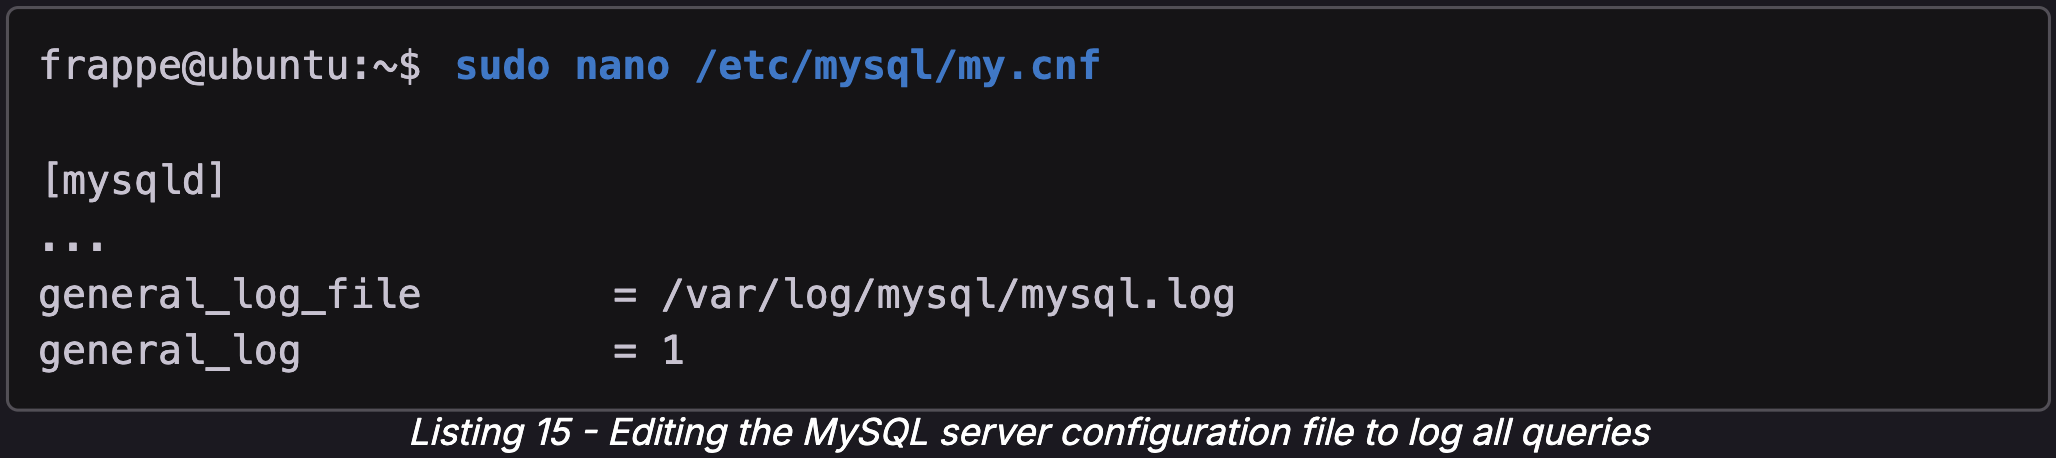 frappe@ubuntu:~$ sudo nano /etc/mysql/my.cnf
[mysqld]
...
general_log_file        = /var/log/mysql/mysql.log
general_log             = 1
Listing 15 - Editing the MySQL server configuration file to log all queries